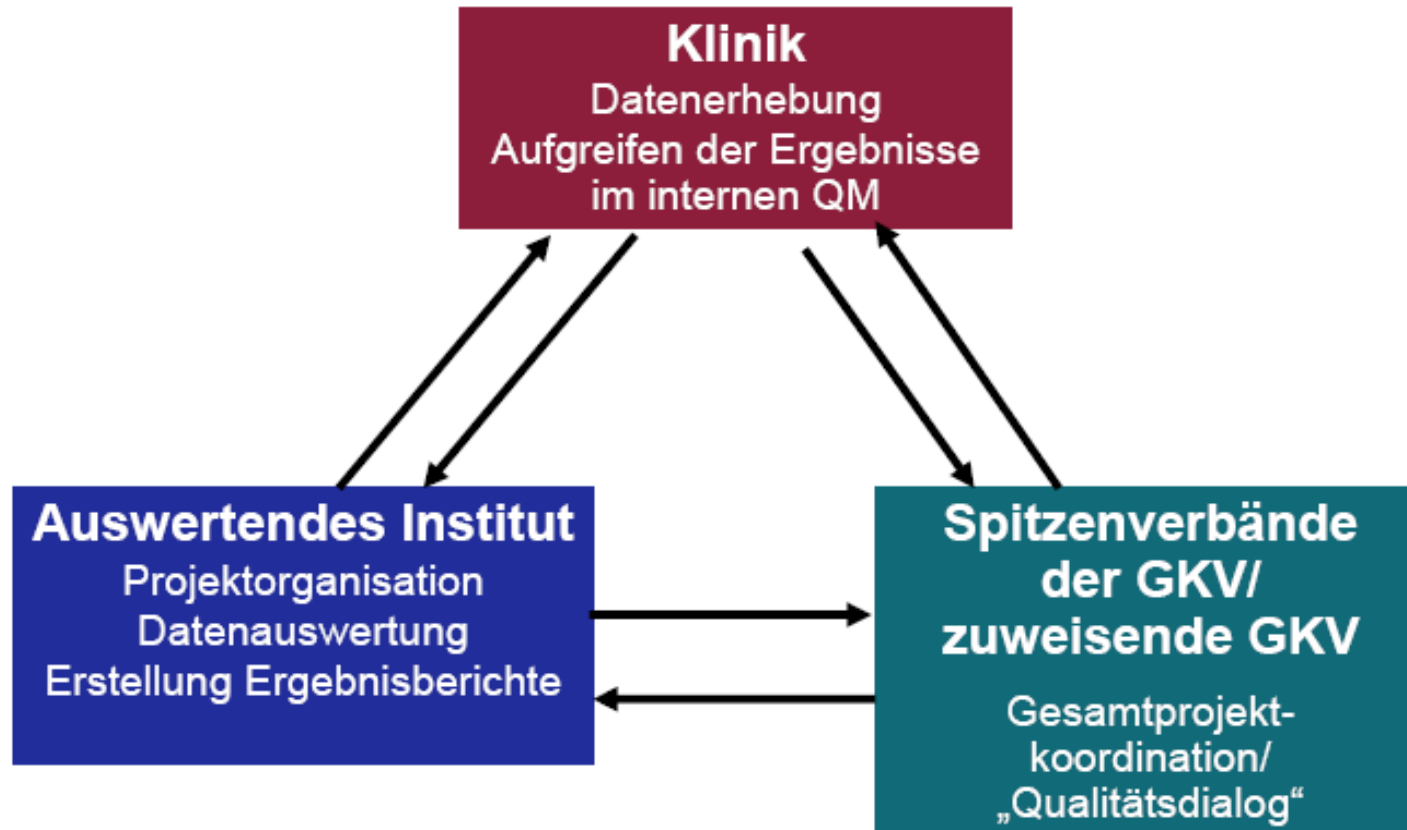 Klinik
Datenerhebung
Aufgreifen der Ergebnisse
im internen QM
Auswertendes Institut
Projektorganisation
Datenauswertung
Erstellung Ergebnisberichte
Spitzenverbände
der GKV/
zuweisende GKV
Gesamtprojekt-
koordination/
„Qualitätsdialog“